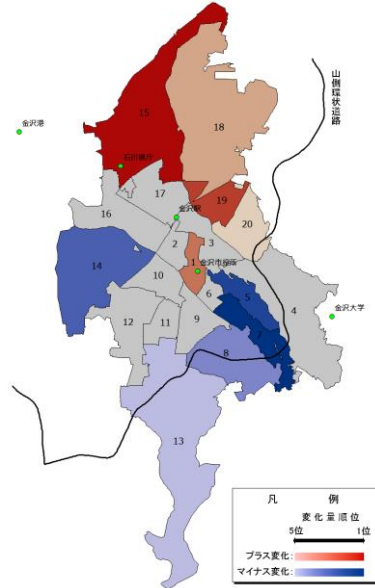 山側環状道路
金沢港
15
18
石川県庁
17
19
16
金沢駅
20
2
3
14
1
金沢市役所
10
5
6
4
金沢大学
12
11
9
7
8
13
凡 例
変化量順位
5位 1位
プラス変化:
マイナス変化: